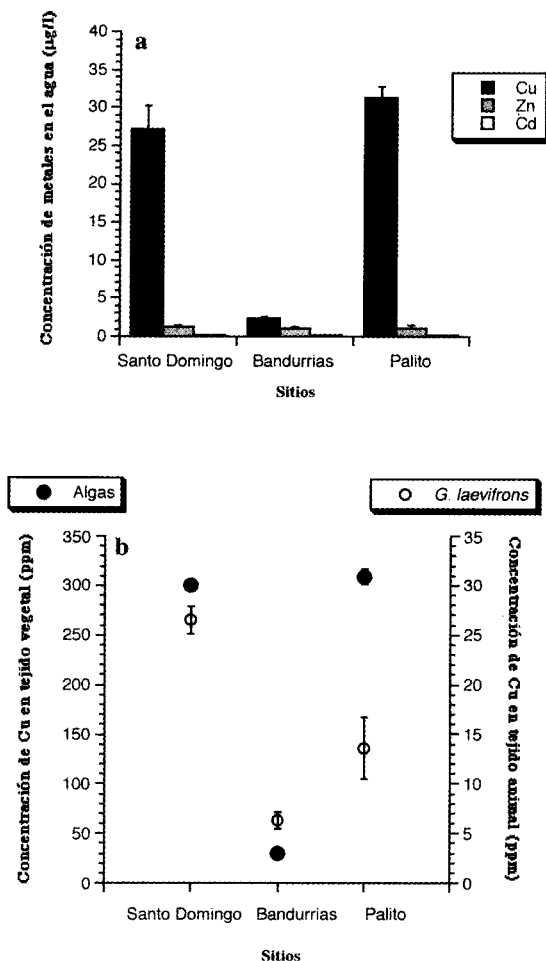 a
Concentración de metales en el agua (µg/l)
40
35
30
25
20
15
10
5
0
Cu
Zn
Cd
Santo Domingo Bandurrias Palito
Sitios
Algas
G. laevifrons
b
Concentración de Cu en tejido vegetal (ppm)
350
300
250
200
150
100
50
0
35
30
25
20
15
10
5
0
Concentración de Cu en tejido animal (ppm)
Santo Domingo Bandurrias Palito
Sitios